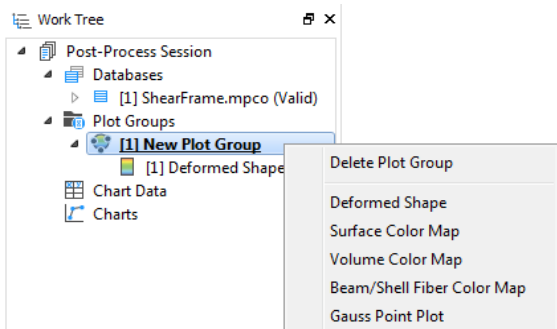 Work Tree
Post-Process Session
Databases
[1] ShearFrame.mpco (Valid)
Plot Groups
[1] New Plot Group
[1] Deformed Shape
Chart Data
Charts
Delete Plot Group
Deformed Shape
Surface Color Map
Volume Color Map
Beam/Shell Fiber Color Map
Gauss Point Plot